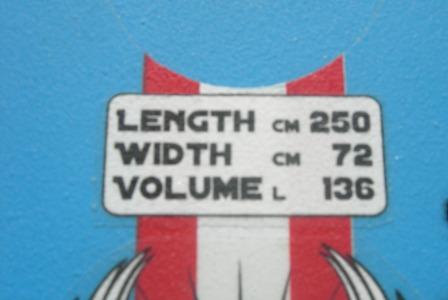 LENGTH CM 250
WIDTH CM 72
VOLUME L 136